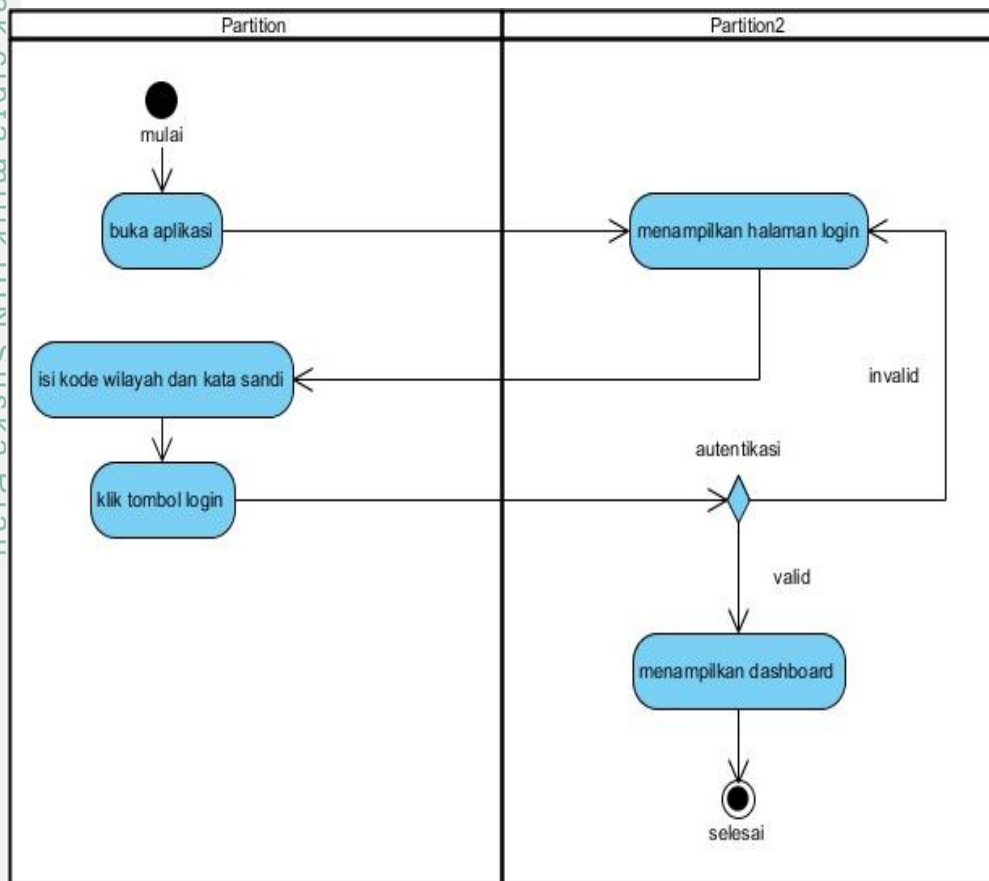 Partition
Partition2
mulai
buka aplikasi
menampilkan halaman login
isi kode wilayah dan kata sandi
invalid
autentikasi
klik tombol login
valid
menampilkan dashboard
selesai